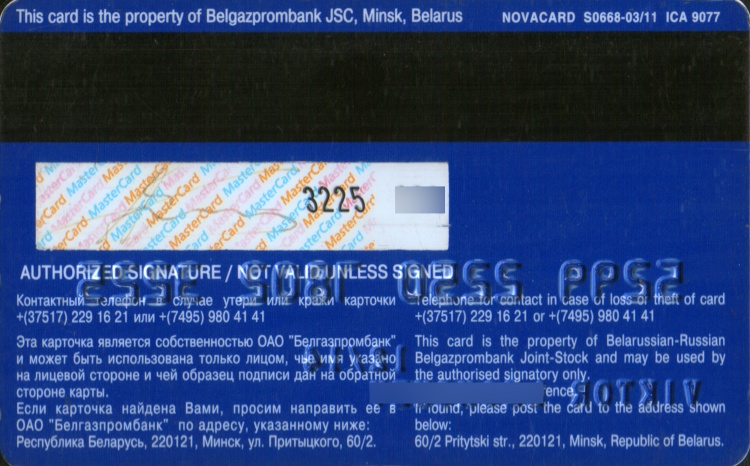 This card is the property of Belgazprombank JSC, Minsk, Belarus
NOVACARD S0668-03/11 ICA 9077
MasterCard
3225
AUTHORIZED SIGNATURE / NOT VALID UNLESS SIGNED
Контактный телефон в случае утери или кражи карточки
+(37517) 229 16 21 или +(7495) 980 41 41
Эта карточка является собственностью ОАО "Белгазпромбанк"
и может быть использована только лицом, чье имя указано
на лицевой стороне и чей образец подписи дан на обратной
стороне карты.
Если карточка найдена Вами, просим направить ее в
ОАО "Белгазпромбанк" по адресу, указанному ниже:
Республика Беларусь, 220121, Минск, ул. Притыцкого, 60/2.
Telephone for contact in case of loss or theft of card
+(37517) 229 16 21 or +(7495) 980 41 41
This card is the property of Belarussian-Russian
Belgazprombank Joint-Stock and may be used by
the authorised signatory only.
If found, please post the card to the address shown
below:
60/2 Pritytski str., 220121, Minsk, Republic of Belarus.
VIKTOR